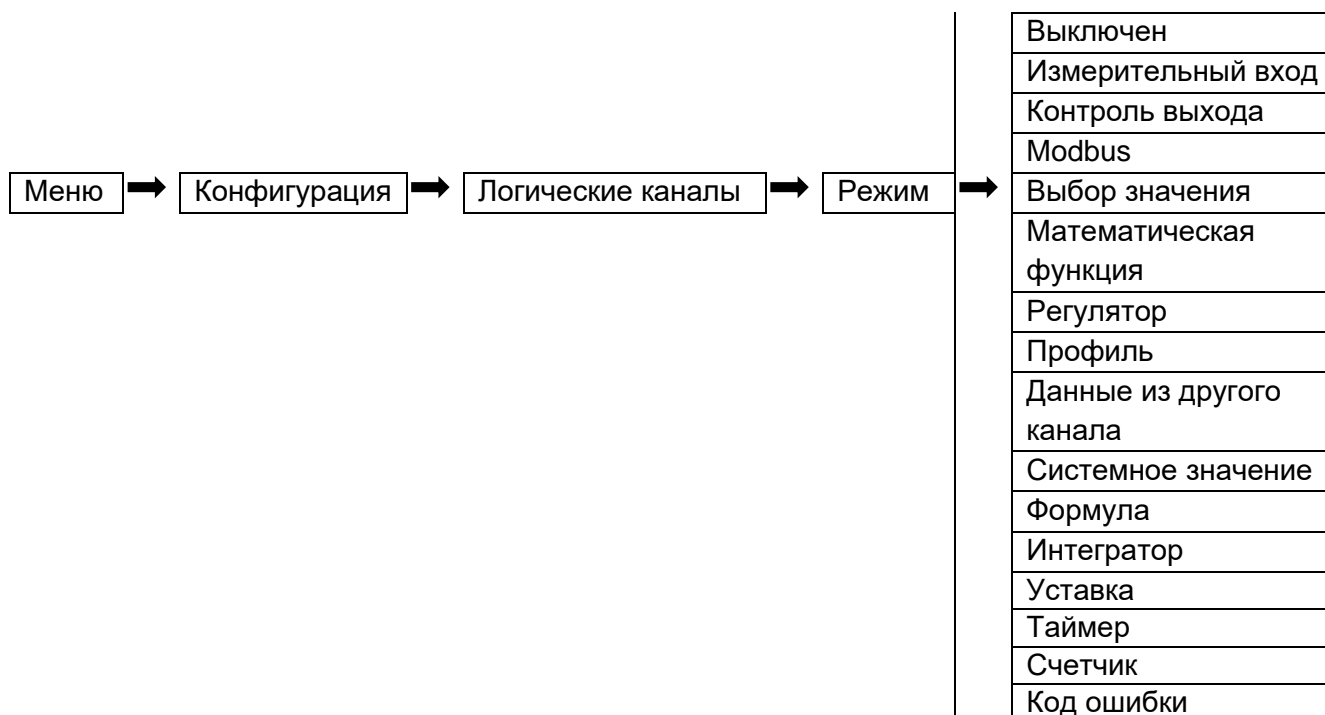 Выключен
Измерительный вход
Контроль выхода
Modbus
Меню Конфигурация Логические каналы Режим Выбор значения
Математическая
функция
Регулятор
Профиль
Данные из другого
канала
Системное значение
Формула
Интегратор
Уставка
Таймер
Счетчик
Код ошибки